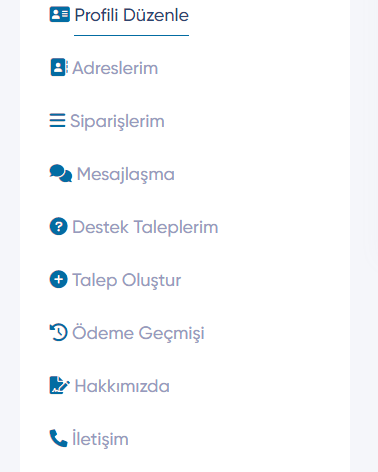 Profili Düzenle
Adreslerim
Siparişlerim
Mesajlaşma
Destek Taleplerim
Talep Oluştur
Ödeme Geçmişi
Hakkımızda
İletişim